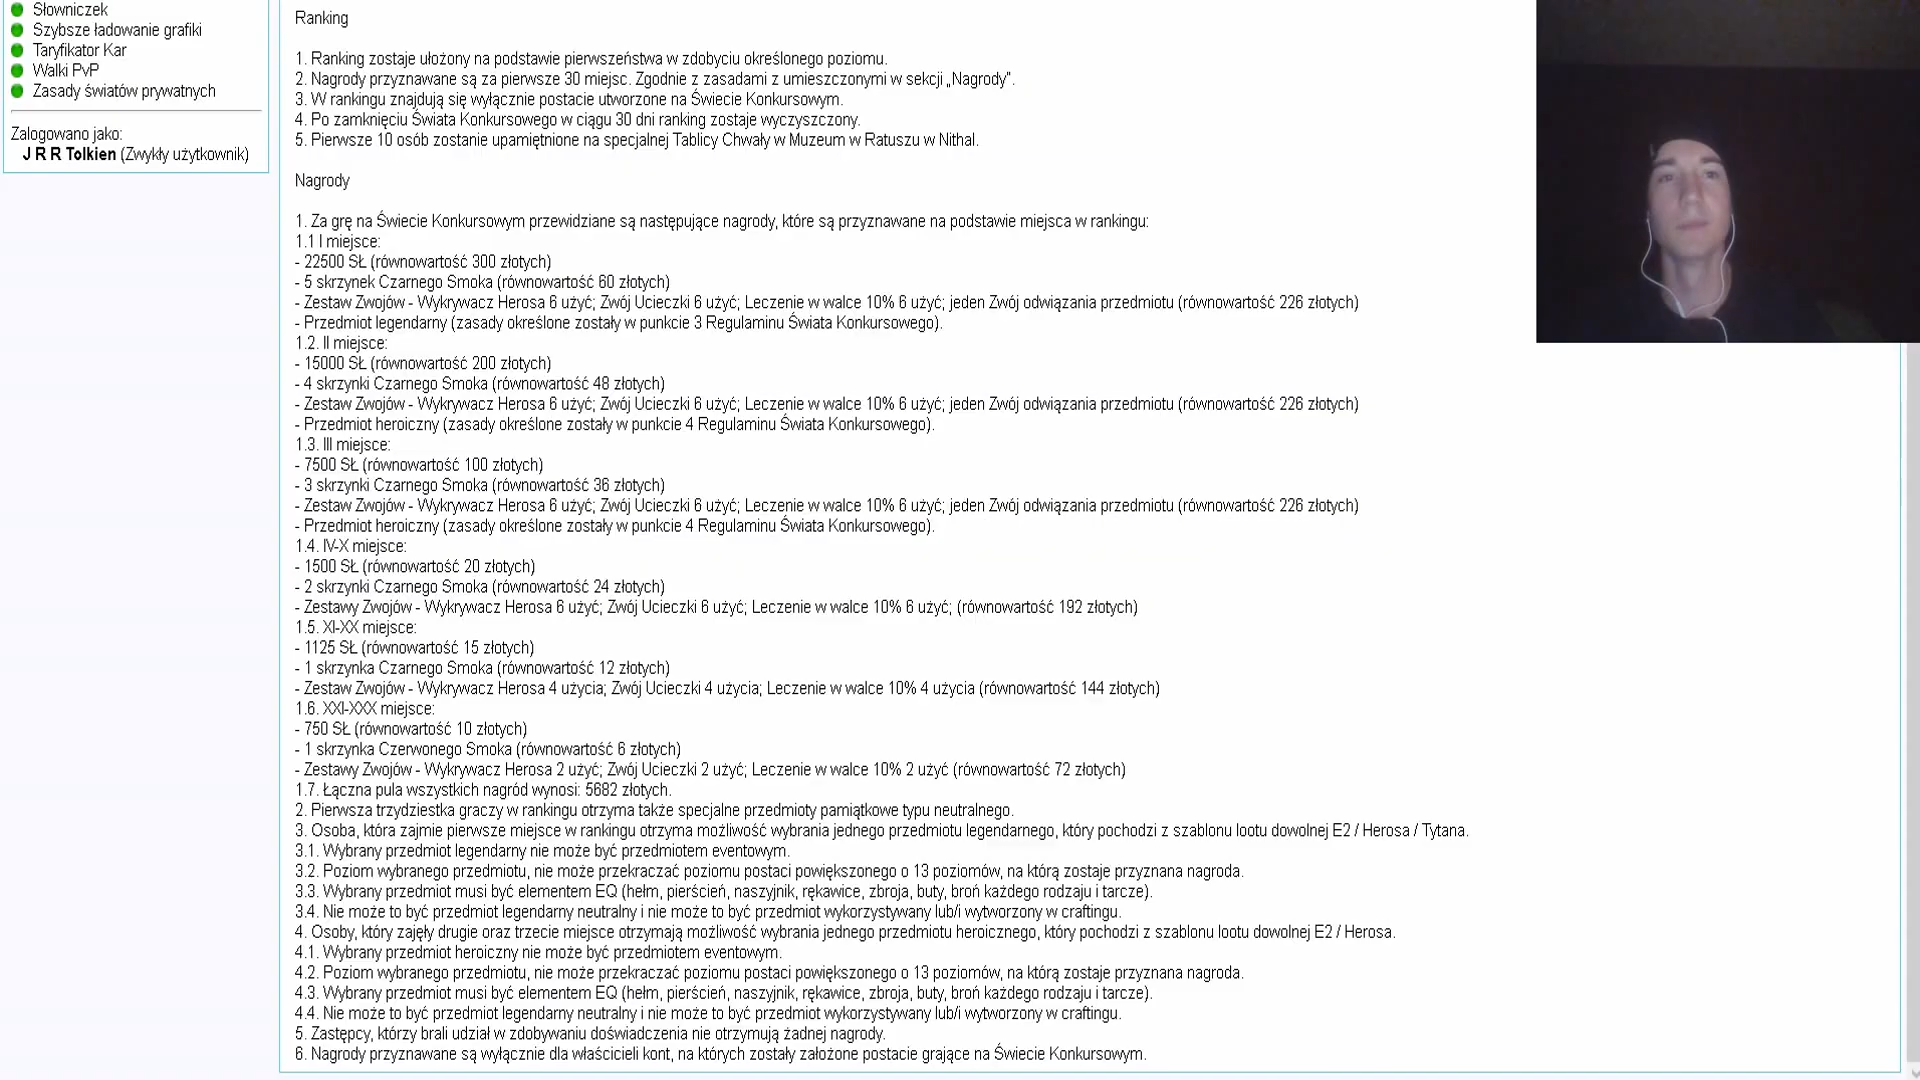 Słowniczek
Szybsze ładowanie grafiki
Taryfikator Kar
Walki PvP
Zasady światów prywatnych
Zalogowano jako:
J R R Tolkien (Zwykły użytkownik)
Ranking
1. Ranking zostaje ułożony na podstawie pierwszeństwa w zdobyciu określonego poziomu.
2. Nagrody przyznawane są za pierwsze 30 miejsc. Zgodnie z zasadami z umieszczonymi w sekcji „Nagrody”.
3. W rankingu znajdują się wyłącznie postacie utworzone na Świecie Konkursowym.
4. Po zamknięciu Świata Konkursowego w ciągu 30 dni ranking zostaje wyczyszczony.
5. Pierwsze 10 osób zostanie upamiętnione na specjalnej Tablicy Chwały w Muzeum w Ratuszu w Nithal.
Nagrody
1. Za grę na Świecie Konkursowym przewidziane są następujące nagrody, które są przyznawane na podstawie miejsca w rankingu:
1.1 I miejsce:
- 22500 SŁ (równowartość 300 złotych)
- 5 skrzynek Czarnego Smoka (równowartość 60 złotych)
- Zestaw Zwojów - Wykrywacz Herosa 6 użyć; Zwój Ucieczki 6 użyć; Leczenie w walce 10% 6 użyć; jeden Zwój odwiązania przedmiotu (równowartość 226 złotych)
- Przedmiot legendarny (zasady określone zostały w punkcie 3 Regulaminu Świata Konkursowego).
1.2. II miejsce:
- 15000 SŁ (równowartość 200 złotych)
- 4 skrzynki Czarnego Smoka (równowartość 48 złotych)
- Zestaw Zwojów - Wykrywacz Herosa 6 użyć; Zwój Ucieczki 6 użyć; Leczenie w walce 10% 6 użyć; jeden Zwój odwiązania przedmiotu (równowartość 226 złotych)
- Przedmiot heroiczny (zasady określone zostały w punkcie 4 Regulaminu Świata Konkursowego).
1.3. III miejsce:
- 7500 SŁ (równowartość 100 złotych)
- 3 skrzynki Czarnego Smoka (równowartość 36 złotych)
- Zestaw Zwojów - Wykrywacz Herosa 6 użyć; Zwój Ucieczki 6 użyć; Leczenie w walce 10% 6 użyć; jeden Zwój odwiązania przedmiotu (równowartość 226 złotych)
- Przedmiot heroiczny (zasady określone zostały w punkcie 4 Regulaminu Świata Konkursowego).
1.4. IV-X miejsce:
- 1500 SŁ (równowartość 20 złotych)
- 2 skrzynki Czarnego Smoka (równowartość 24 złotych)
- Zestawy Zwojów - Wykrywacz Herosa 6 użyć; Zwój Ucieczki 6 użyć; Leczenie w walce 10% 6 użyć; (równowartość 192 złotych)
1.5. XI-XX miejsce:
- 1125 SŁ (równowartość 15 złotych)
- 1 skrzynka Czarnego Smoka (równowartość 12 złotych)
- Zestaw Zwojów - Wykrywacz Herosa 4 użycia; Zwój Ucieczki 4 użycia; Leczenie w walce 10% 4 użycia (równowartość 144 złotych)
1.6. XXI-XXX miejsce:
- 750 SŁ (równowartość 10 złotych)
- 1 skrzynka Czerwonego Smoka (równowartość 6 złotych)
- Zestawy Zwojów - Wykrywacz Herosa 2 użyć; Zwój Ucieczki 2 użyć; Leczenie w walce 10% 2 użyć (równowartość 72 złotych)
1.7. Łączna pula wszystkich nagród wynosi: 5682 złotych.
2. Pierwsza trzydziestka graczy w rankingu otrzyma także specjalne przedmioty pamiątkowe typu neutralnego.
3. Osoba, która zajmie pierwsze miejsce w rankingu otrzyma możliwość wybrania jednego przedmiotu legendarnego, który pochodzi z szablonu lootu dowolnej E2 / Herosa / Tytana.
3.1. Wybrany przedmiot legendarny nie może być przedmiotem eventowym.
3.2. Poziom wybranego przedmiotu, nie może przekraczać poziomu postaci powiększonego o 13 poziomów, na którą zostaje przyznana nagroda.
3.3. Wybrany przedmiot musi być elementem EQ (hełm, pierścień, naszyjnik, rękawice, zbroja, buty, broń każdego rodzaju i tarcze).
3.4. Nie może to być przedmiot legendarny neutralny i nie może to być przedmiot wykorzystywany lub/i wytworzony w craftingu.
4. Osoby, który zajęły drugie oraz trzecie miejsce otrzymają możliwość wybrania jednego przedmiotu heroicznego, który pochodzi z szablonu lootu dowolnej E2 / Herosa.
4.1. Wybrany przedmiot heroiczny nie może być przedmiotem eventowym.
4.2. Poziom wybranego przedmiotu, nie może przekraczać poziomu postaci powiększonego o 13 poziomów, na którą zostaje przyznana nagroda.
4.3. Wybrany przedmiot musi być elementem EQ (hełm, pierścień, naszyjnik, rękawice, zbroja, buty, broń każdego rodzaju i tarcze).
4.4. Nie może to być przedmiot legendarny neutralny i nie może to być przedmiot wykorzystywany lub/i wytworzony w craftingu.
5. Zastępcy, którzy brali udział w zdobywaniu doświadczenia nie otrzymują żadnej nagrody.
6. Nagrody przyznawane są wyłącznie dla właścicieli kont, na których zostały założone postacie grające na Świecie Konkursowym.